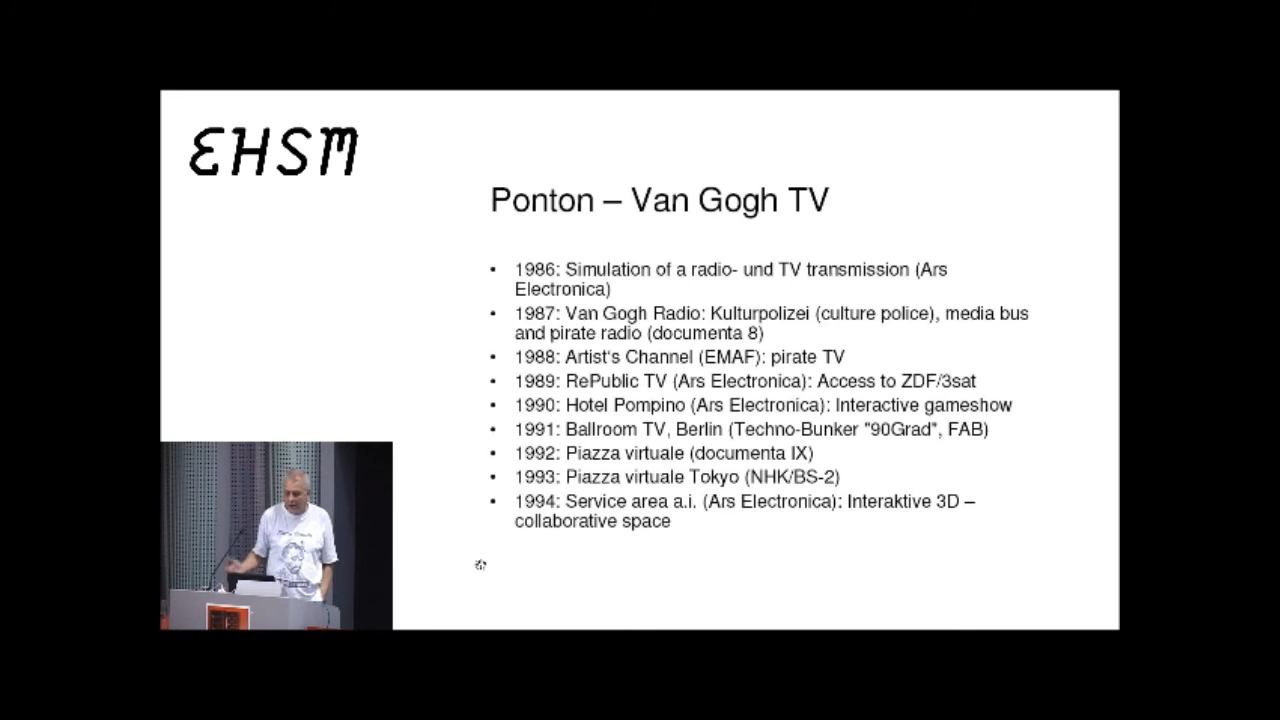 EHSM
Ponton – Van Gogh TV
• 1986: Simulation of a radio- und TV transmission (Ars
Electronica)
• 1987: Van Gogh Radio: Kulturpolizei (culture police), media bus
and pirate radio (documenta 8)
• 1988: Artist's Channel (EMAF): pirate TV
• 1989: RePublic TV (Ars Electronica): Access to ZDF/3sat
• 1990: Hotel Pompino (Ars Electronica): Interactive gameshow
• 1991: Ballroom TV, Berlin (Techno-Bunker "90Grad", FAB)
• 1992: Piazza virtuale (documenta IX)
• 1993: Piazza virtuale Tokyo (NHK/BS-2)
• 1994: Service area a.i. (Ars Electronica): Interaktive 3D –
collaborative space